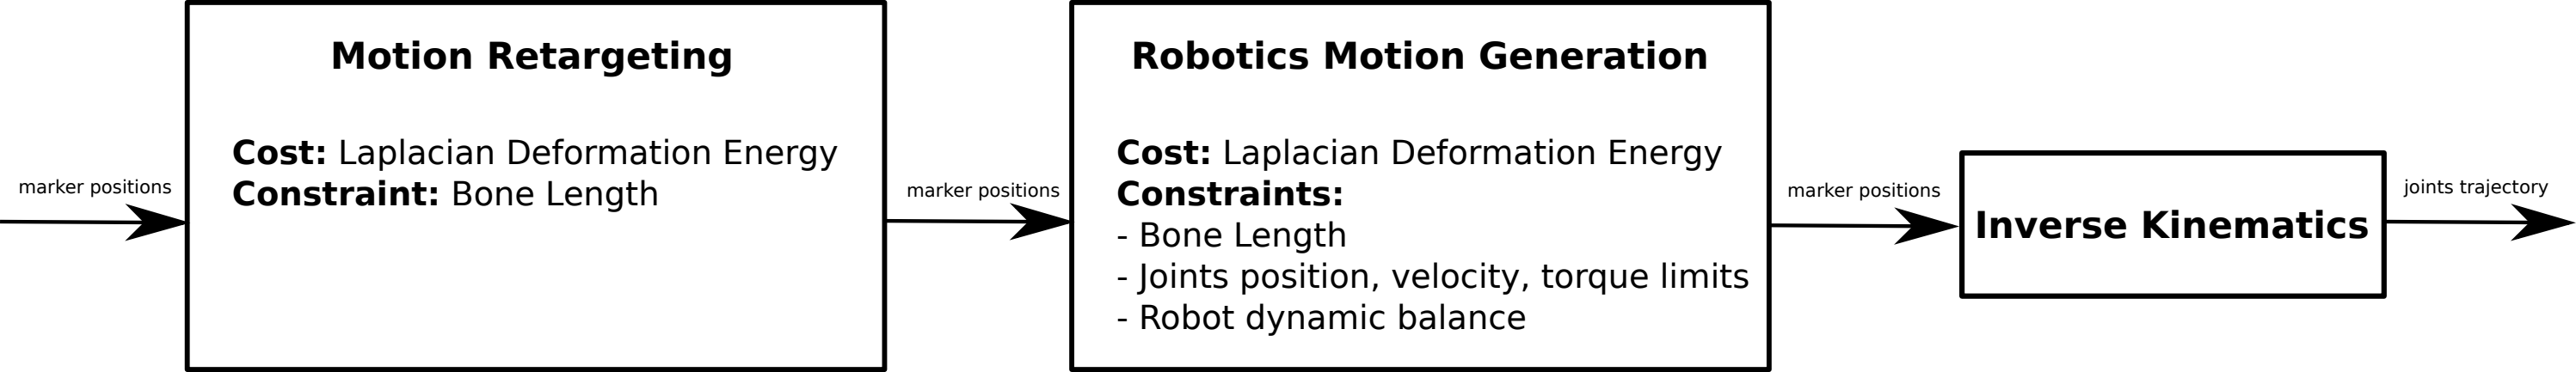 marker positions
Motion Retargeting
Cost: Laplacian Deformation Energy
Constraint: Bone Length
marker positions
Robotics Motion Generation
Cost: Laplacian Deformation Energy
Constraints:
- Bone Length
- Joints position, velocity, torque limits
- Robot dynamic balance
marker positions
Inverse Kinematics
joints trajectory